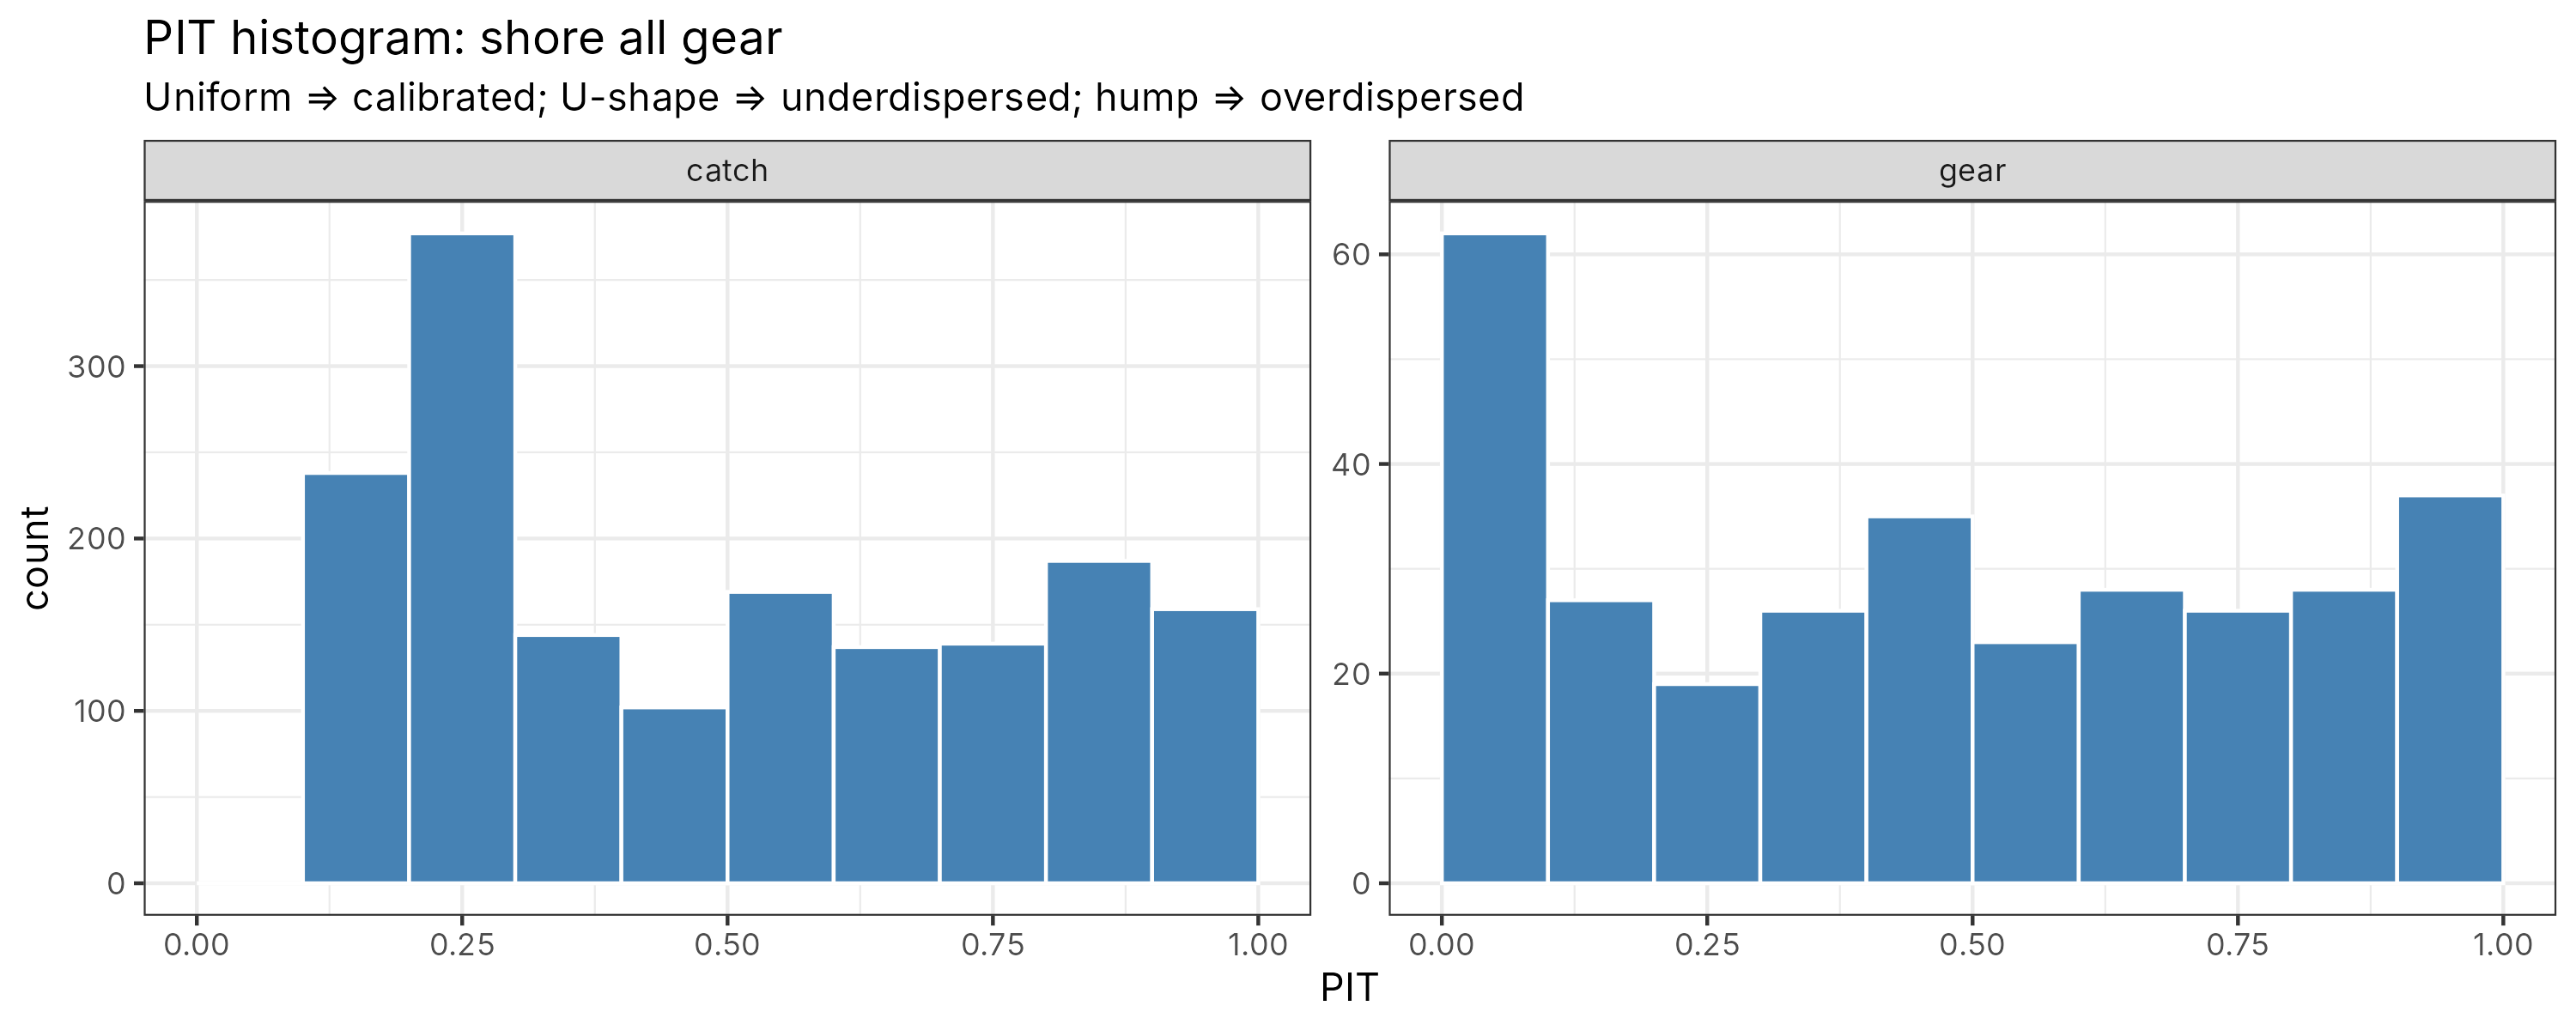 PIT histogram: shore all gear
Uniform ⇒ calibrated; U-shape ⇒ underdispersed; hump ⇒ overdispersed
catch
gear
count
300
200
100
0
60
40
20
0
0.00 0.25 0.50 0.75 1.00
0.00 0.25 0.50 0.75 1.00
PIT